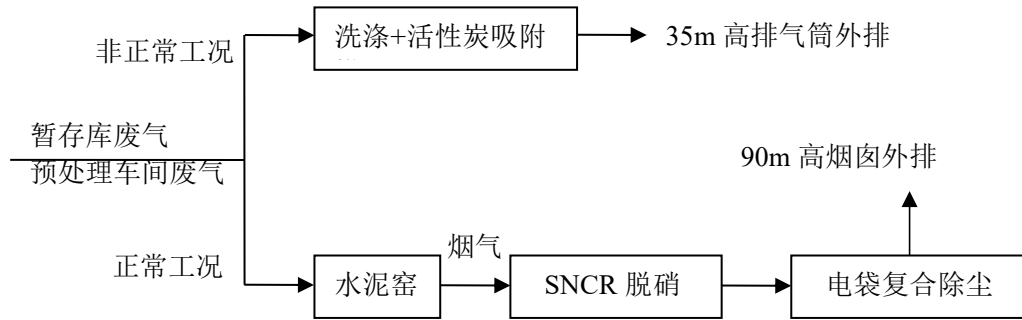 非正常工况
洗涤+活性炭吸附
35m 高排气筒外排
暂存库废气
预处理车间废气
90m 高烟囱外排
正常工况
水泥窑
烟气
SNCR 脱硝
电袋复合除尘